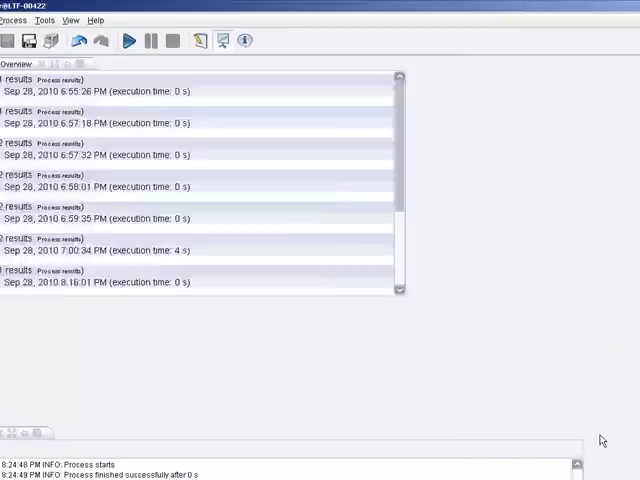 r@LTF-00422
Process Tools View Help
Overview
results Process results)
Sep 28, 2010 6:55:26 PM (execution time: 0 s)
results Process results)
Sep 28, 2010 6:57:18 PM (execution time: 0 s)
2 results Process results)
Sep 28, 2010 6:57:32 PM (execution time: 0 s)
2 results Process results)
Sep 28, 2010 6:58:01 PM (execution time: 0 s)
2 results Process results)
Sep 28, 2010 6:59:35 PM (execution time: 0 s)
2 results Process results)
Sep 28, 2010 7:00:34 PM (execution time: 4 s)
results Process results)
Sep 28, 2010 8:16:01 PM (execution time: 0 s)
8:24:48 PM INFO: Process starts
8:24:49 PM INFO: Process finished successfully after 0 s